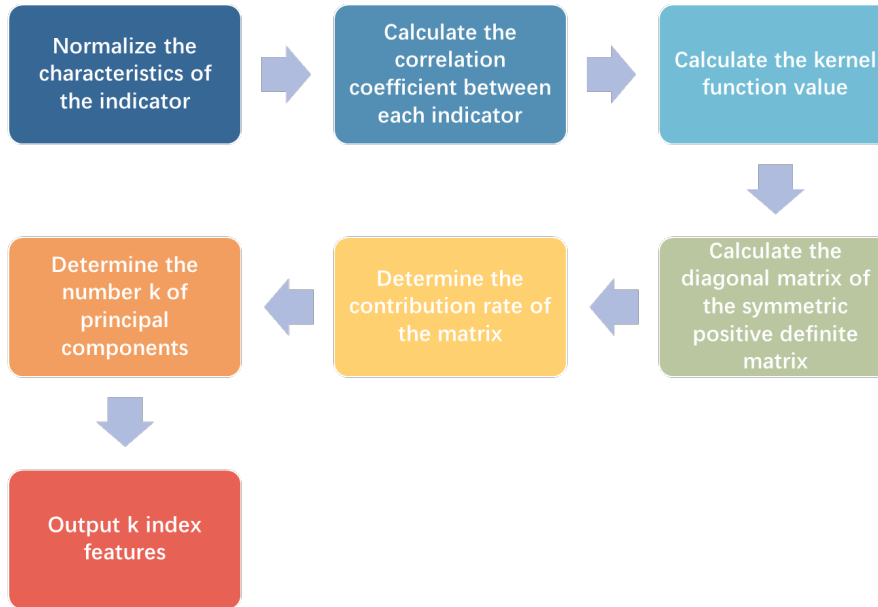 Normalize the
characteristics of
the indicator
Calculate the
correlation
coefficient between
each indicator
Calculate the kernel
function value
Calculate the
diagonal matrix of
the symmetric
positive definite
matrix
Determine the
contribution rate of
the matrix
Determine the
number k of
principal
components
Output k index
features